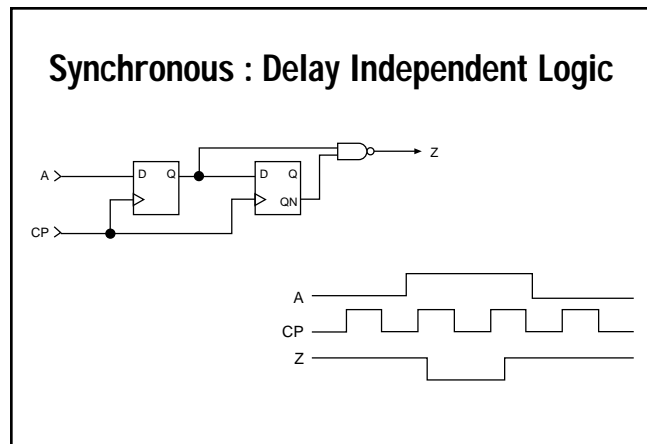 Synchronous : Delay Independent Logic
Z
A D Q D Q
QN
CP
A
CP
Z